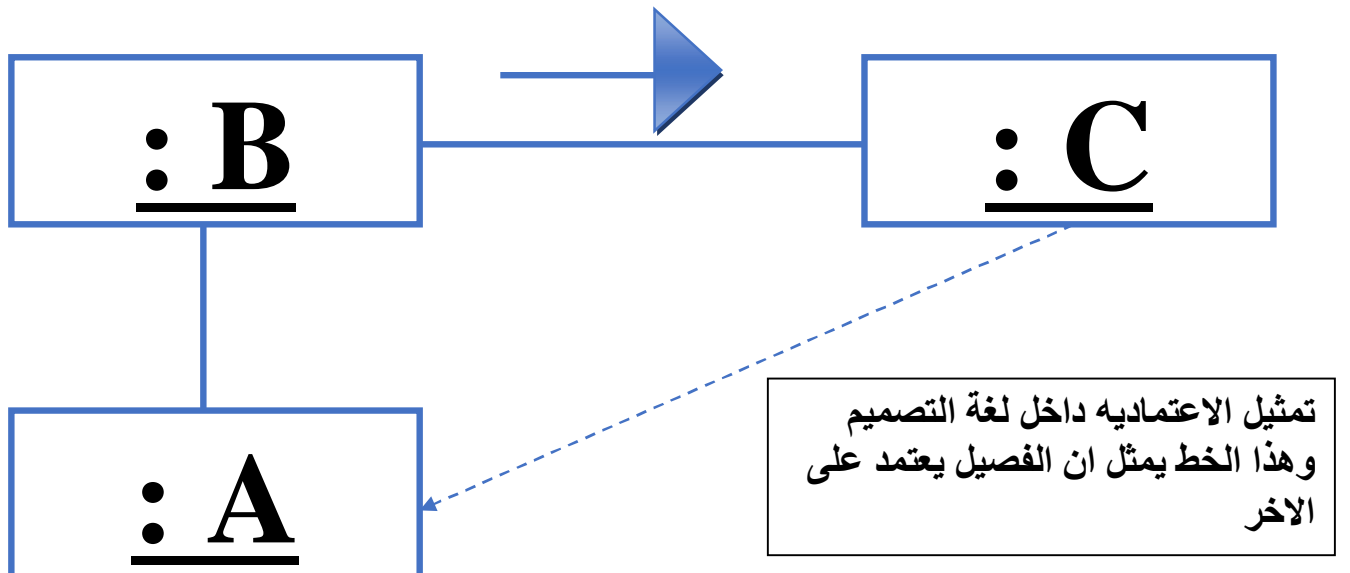 : B
: C
: A
تمثيل الاعتماديه داخل لغة التصميم
وهذا الخط يمثل ان الفصيل يعتمد على
الاخر